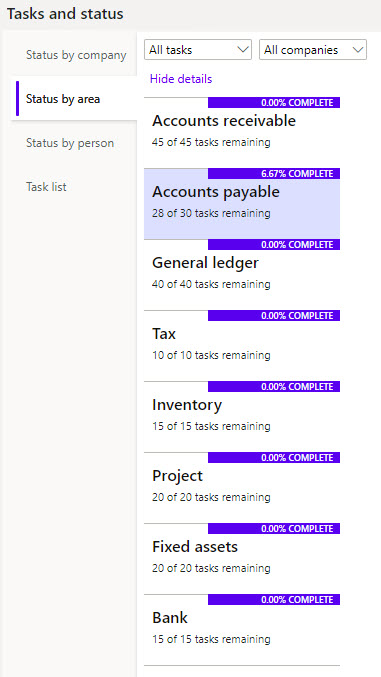 Tasks and status
Status by company
Status by area
Status by person
Task list
All tasks
All companies
Hide details
0.00% COMPLETE
Accounts receivable
45 of 45 tasks remaining
6.67% COMPLETE
Accounts payable
28 of 30 tasks remaining
0.00% COMPLETE
General ledger
40 of 40 tasks remaining
0.00% COMPLETE
Tax
10 of 10 tasks remaining
0.00% COMPLETE
Inventory
15 of 15 tasks remaining
0.00% COMPLETE
Project
20 of 20 tasks remaining
0.00% COMPLETE
Fixed assets
20 of 20 tasks remaining
0.00% COMPLETE
Bank
15 of 15 tasks remaining